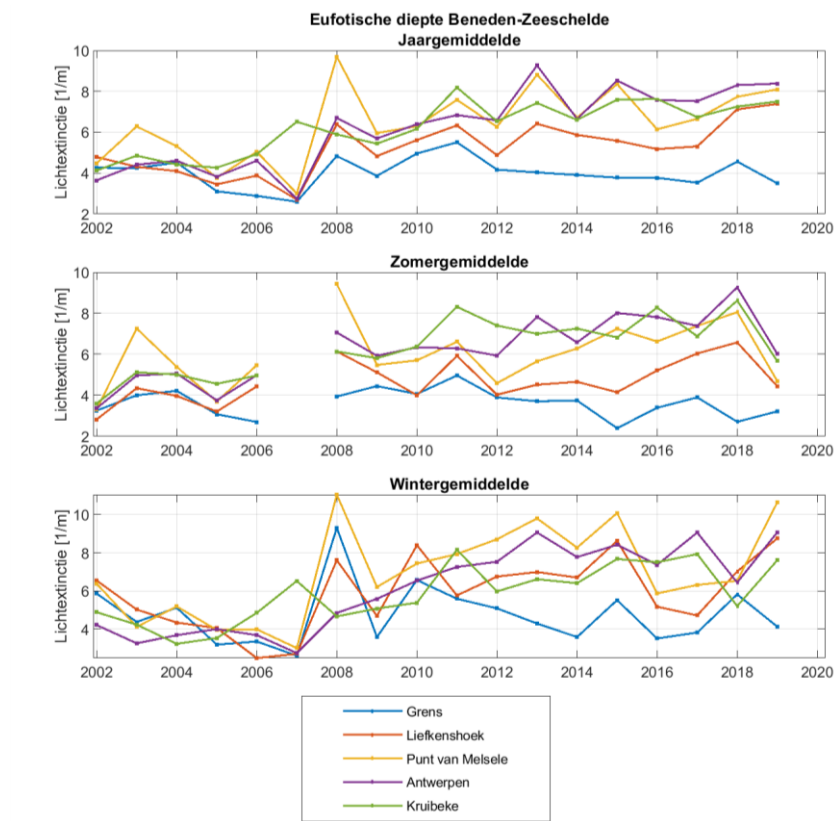 Eufotische diepte Beneden-Zeeschelde
Jaargemiddelde
Lichtextinctie [1/m]
10
8
6
4
2
2002 2004 2006 2008 2010 2012 2014 2016 2018 2020
Zomergemiddelde
Lichtextinctie [1/m]
10
8
6
4
2
2002 2004 2006 2008 2010 2012 2014 2016 2018 2020
Wintergemiddelde
Lichtextinctie [1/m]
10
8
6
4
2002 2004 2006 2008 2010 2012 2014 2016 2018 2020
Grens
Liefkenshoek
Punt van Melsele
Antwerpen
Kruibeke